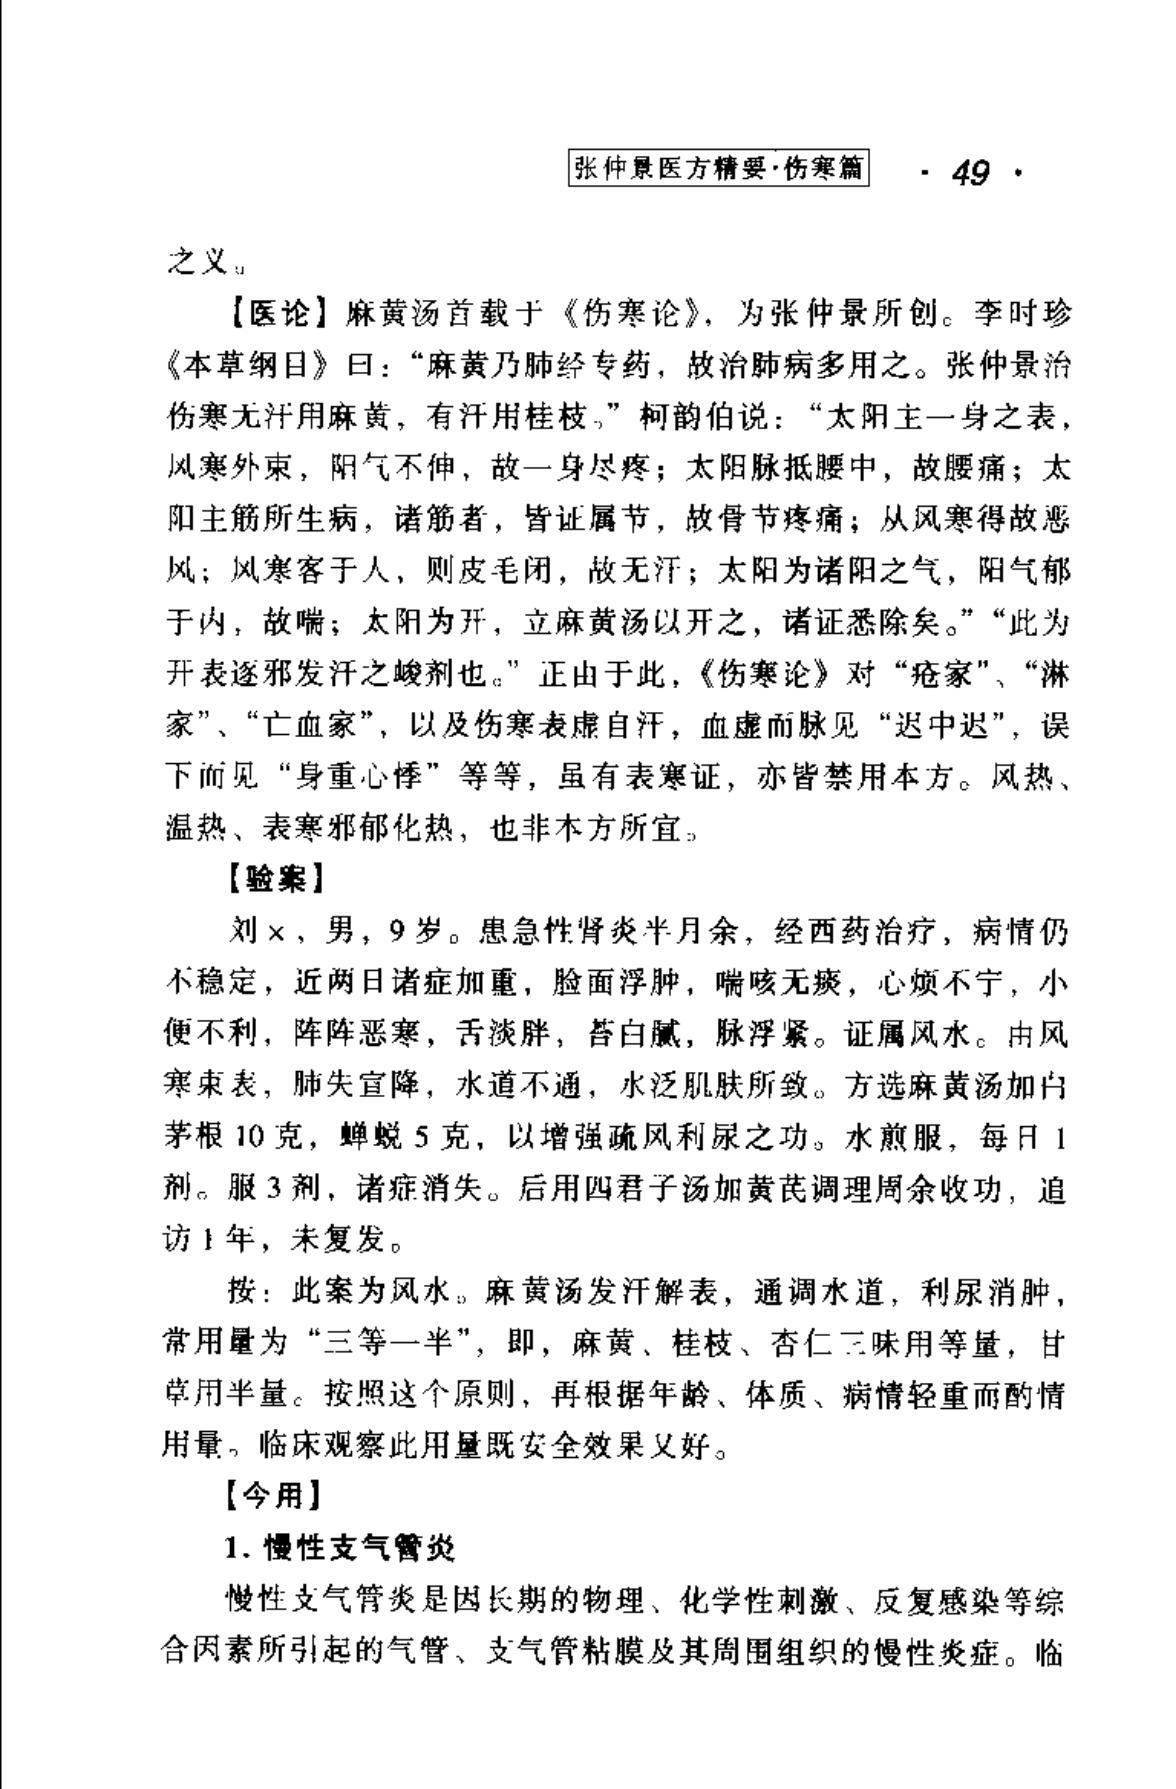 张仲景医方精要·伤寒篇 · 49 ·
之义。
【医论】麻黄汤首载于《伤寒论》，为张仲景所创。李时珍
《本草纲目》曰：“麻黄乃肺经专药，故治肺病多用之。张仲景治
伤寒无汗用麻黄，有汗用桂枝。”柯韵伯说：“太阳主一身之表，
风寒外束，阳气不伸，故一身尽疼；太阳脉抵腰中，故腰痛；太
阳主筋所生病，诸筋者，皆证属节，故骨节疼痛；从风寒得故恶
风；风寒客于人，则皮毛闭，故无汗；太阳为诸阳之气，阳气郁
于内，故喘；太阳为开，立麻黄汤以开之，诸证悉除矣。”“此为
开表逐邪发汗之峻剂也。”正由于此，《伤寒论》对“疮家”、“淋
家”、“亡血家”，以及伤寒表虚自汗，血虚而脉见“迟中迟”，误
下而见“身重心悸”等等，虽有表寒证，亦皆禁用本方。风热、
温热、表寒邪郁化热，也非本方所宜。
【验案】
刘×，男，9岁。患急性肾炎半月余，经西药治疗，病情仍
不稳定，近两日诸症加重，脸面浮肿，喘咳无痰，心烦不宁，小
便不利，阵阵恶寒，舌淡胖，苔白腻，脉浮紧。证属风水。由风
寒束表，肺失宣降，水道不通，水泛肌肤所致。方选麻黄汤加白
茅根10克，蝉蜕5克，以增强疏风利尿之功。水煎服，每日1
剂。服3剂，诸症消失。后用四君子汤加黄芪调理周余收功，追
访1年，未复发。
按：此案为风水。麻黄汤发汗解表，通调水道，利尿消肿，
常用量为“三等一半”，即，麻黄、桂枝、杏仁三味用等量，甘
草用半量。按照这个原则，再根据年龄、体质、病情轻重而酌情
用量。临床观察此用量既安全效果又好。
【今用】
1. 慢性支气管炎
慢性支气管炎是因长期的物理、化学性刺激、反复感染等综
合因素所引起的气管、支气管粘膜及其周围组织的慢性炎症。临